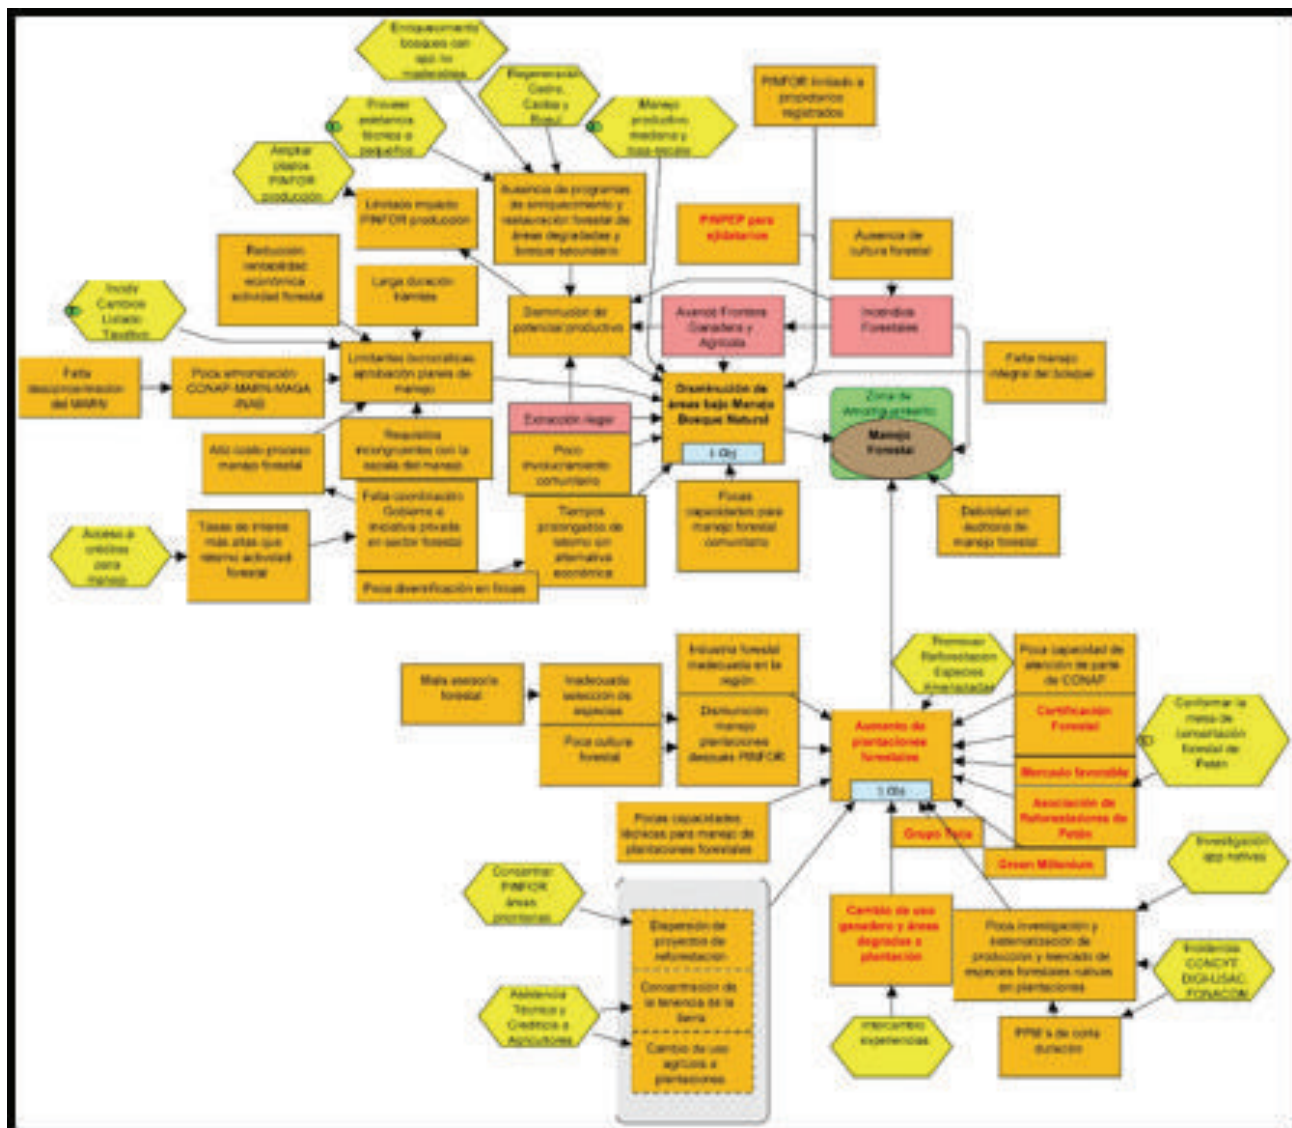 Enriquecimiento
bosques con
spp no
maderables
Regeneración
Cedro,
Caoba y
Proveer
asistencia
técnica a
pequeños
Manejo
productivo
mediana y
baja escala
PINFOR limitado a
propietarios
registrados
Ampliar
plazos
PINFOR
producción
Limitado impacto
PINFOR producción
Ausencia de programas
de enriquecimiento y
restauración forestal de
áreas degradadas y
bosque secundario
PINPEP para
ejidatarios
Ausencia de
cultura forestal
Reducción
rentabilidad
económica
actividad forestal
Larga duración
trámites
Incidir
Cambios
Listado
Taxativo
Disminución de
potencial productivo
Avance Frontera
Ganadera y
Agrícola
Incendios
Forestales
Falta
desconcentración
del MARN
Poca armonización
CONAP-MARN-MAGA
-INAB
Limitantes burocráticas
aprobación planes de
manejo
Disminución de
áreas bajo Manejo
Bosque Natural
1 Obj
Falta manejo
integral del bosque
Zona de
Amortiguamiento
Manejo
Forestal
Extracción ilegal
Poco
involucramiento
comunitario
Alto costo proceso
manejo forestal
Requisitos
incongruentes con la
escala del manejo
Falta coordinación
Gobierno e
iniciativa privada
en sector forestal
Tiempos
prolongados de
retorno sin
alternativa
económica
Pocas
capacidades para
manejo forestal
comunitario
Debilidad en
auditoria de
manejo forestal
Acceso a
créditos
para
manejo
Tasas de interés
más altas que
retorno actividad
forestal
Poca diversificación en fincas
Mala asesoría
forestal
Inadecuada
selección de
especies
Poca cultura
forestal
Industria forestal
inadecuada en la
región
Disminución
manejo
plantaciones
después PINFOR
Promover
Reforestación
Especies
Amenazadas
Poca capacidad de
atención de parte
de CONAP
Certificación
Forestal
Conformar la
mesa de
concertación
forestal de
Petén
Aumento de
plantaciones
forestales
1 Obj
Mercado favorable
Asociación de
Reforestadores de
Petén
Pocas capacidades
técnicas para manejo de
plantaciones forestales
Grupo
Green Millenium
Investigación
spp nativas
Concentrar
PINFOR
áreas
prioritarias
Dispersión de
proyectos de
reforestación
Concentración de
la tenencia de la
tierra
Cambio de uso
agrícola a
plantaciones
Asistencia
Técnica y
Crediticia a
Agricultores
Cambio de uso
ganadero y áreas
degradas a
plantación
Poca investigación y
sistematización de
producción y mercado de
especies forestales nativas
en plantaciones
Incidencia
CONCYT,
DIGI-USAC,
FONACON
Intercambio
experiencias
de corta
duración